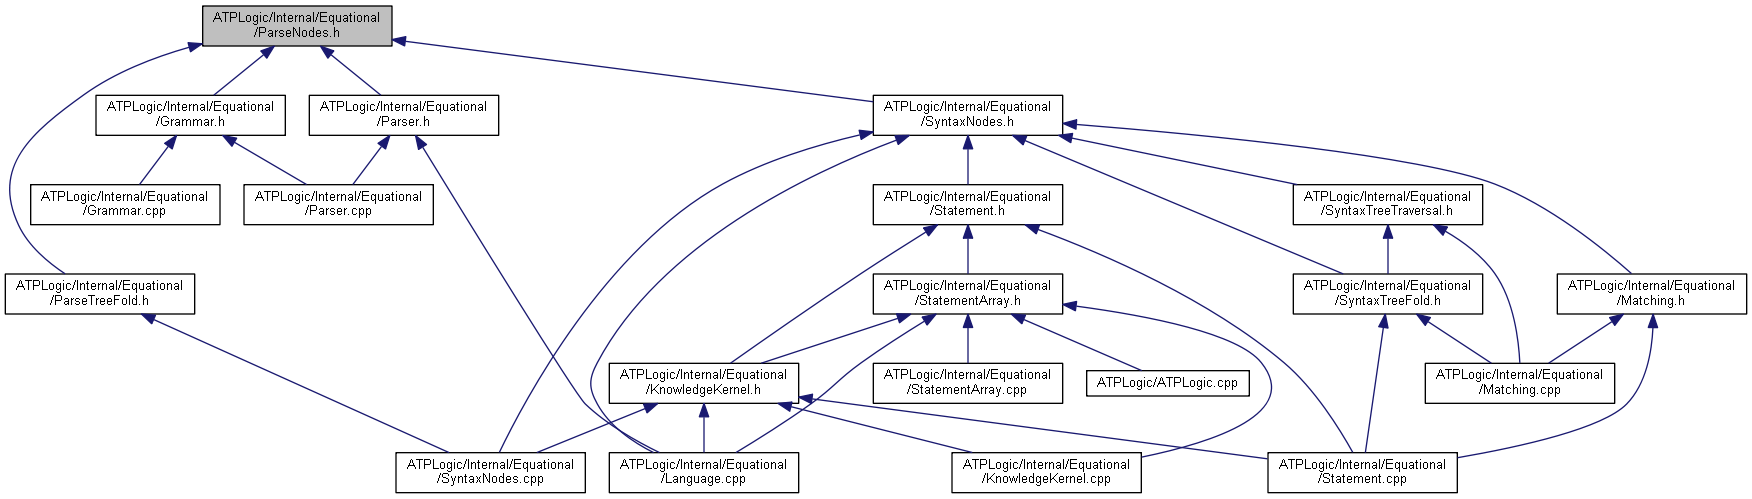 ATPLogic/Internal/Equational
/ParseNodes.h
ATPLogic/Internal/Equational
/Grammar.h
ATPLogic/Internal/Equational
/Parser.h
ATPLogic/Internal/Equational
/SyntaxNodes.h
ATPLogic/Internal/Equational
/Grammar.cpp
ATPLogic/Internal/Equational
/Parser.cpp
ATPLogic/Internal/Equational
/Statement.h
ATPLogic/Internal/Equational
/SyntaxTreeTraversal.h
ATPLogic/Internal/Equational
/ParseTreeFold.h
ATPLogic/Internal/Equational
/StatementArray.h
ATPLogic/Internal/Equational
/SyntaxTreeFold.h
ATPLogic/Internal/Equational
/Matching.h
ATPLogic/Internal/Equational
/KnowledgeKernel.h
ATPLogic/Internal/Equational
/StatementArray.cpp
ATPLogic/ATPLogic.cpp
ATPLogic/Internal/Equational
/Matching.cpp
ATPLogic/Internal/Equational
/SyntaxNodes.cpp
ATPLogic/Internal/Equational
/Language.cpp
ATPLogic/Internal/Equational
/KnowledgeKernel.cpp
ATPLogic/Internal/Equational
/Statement.cpp